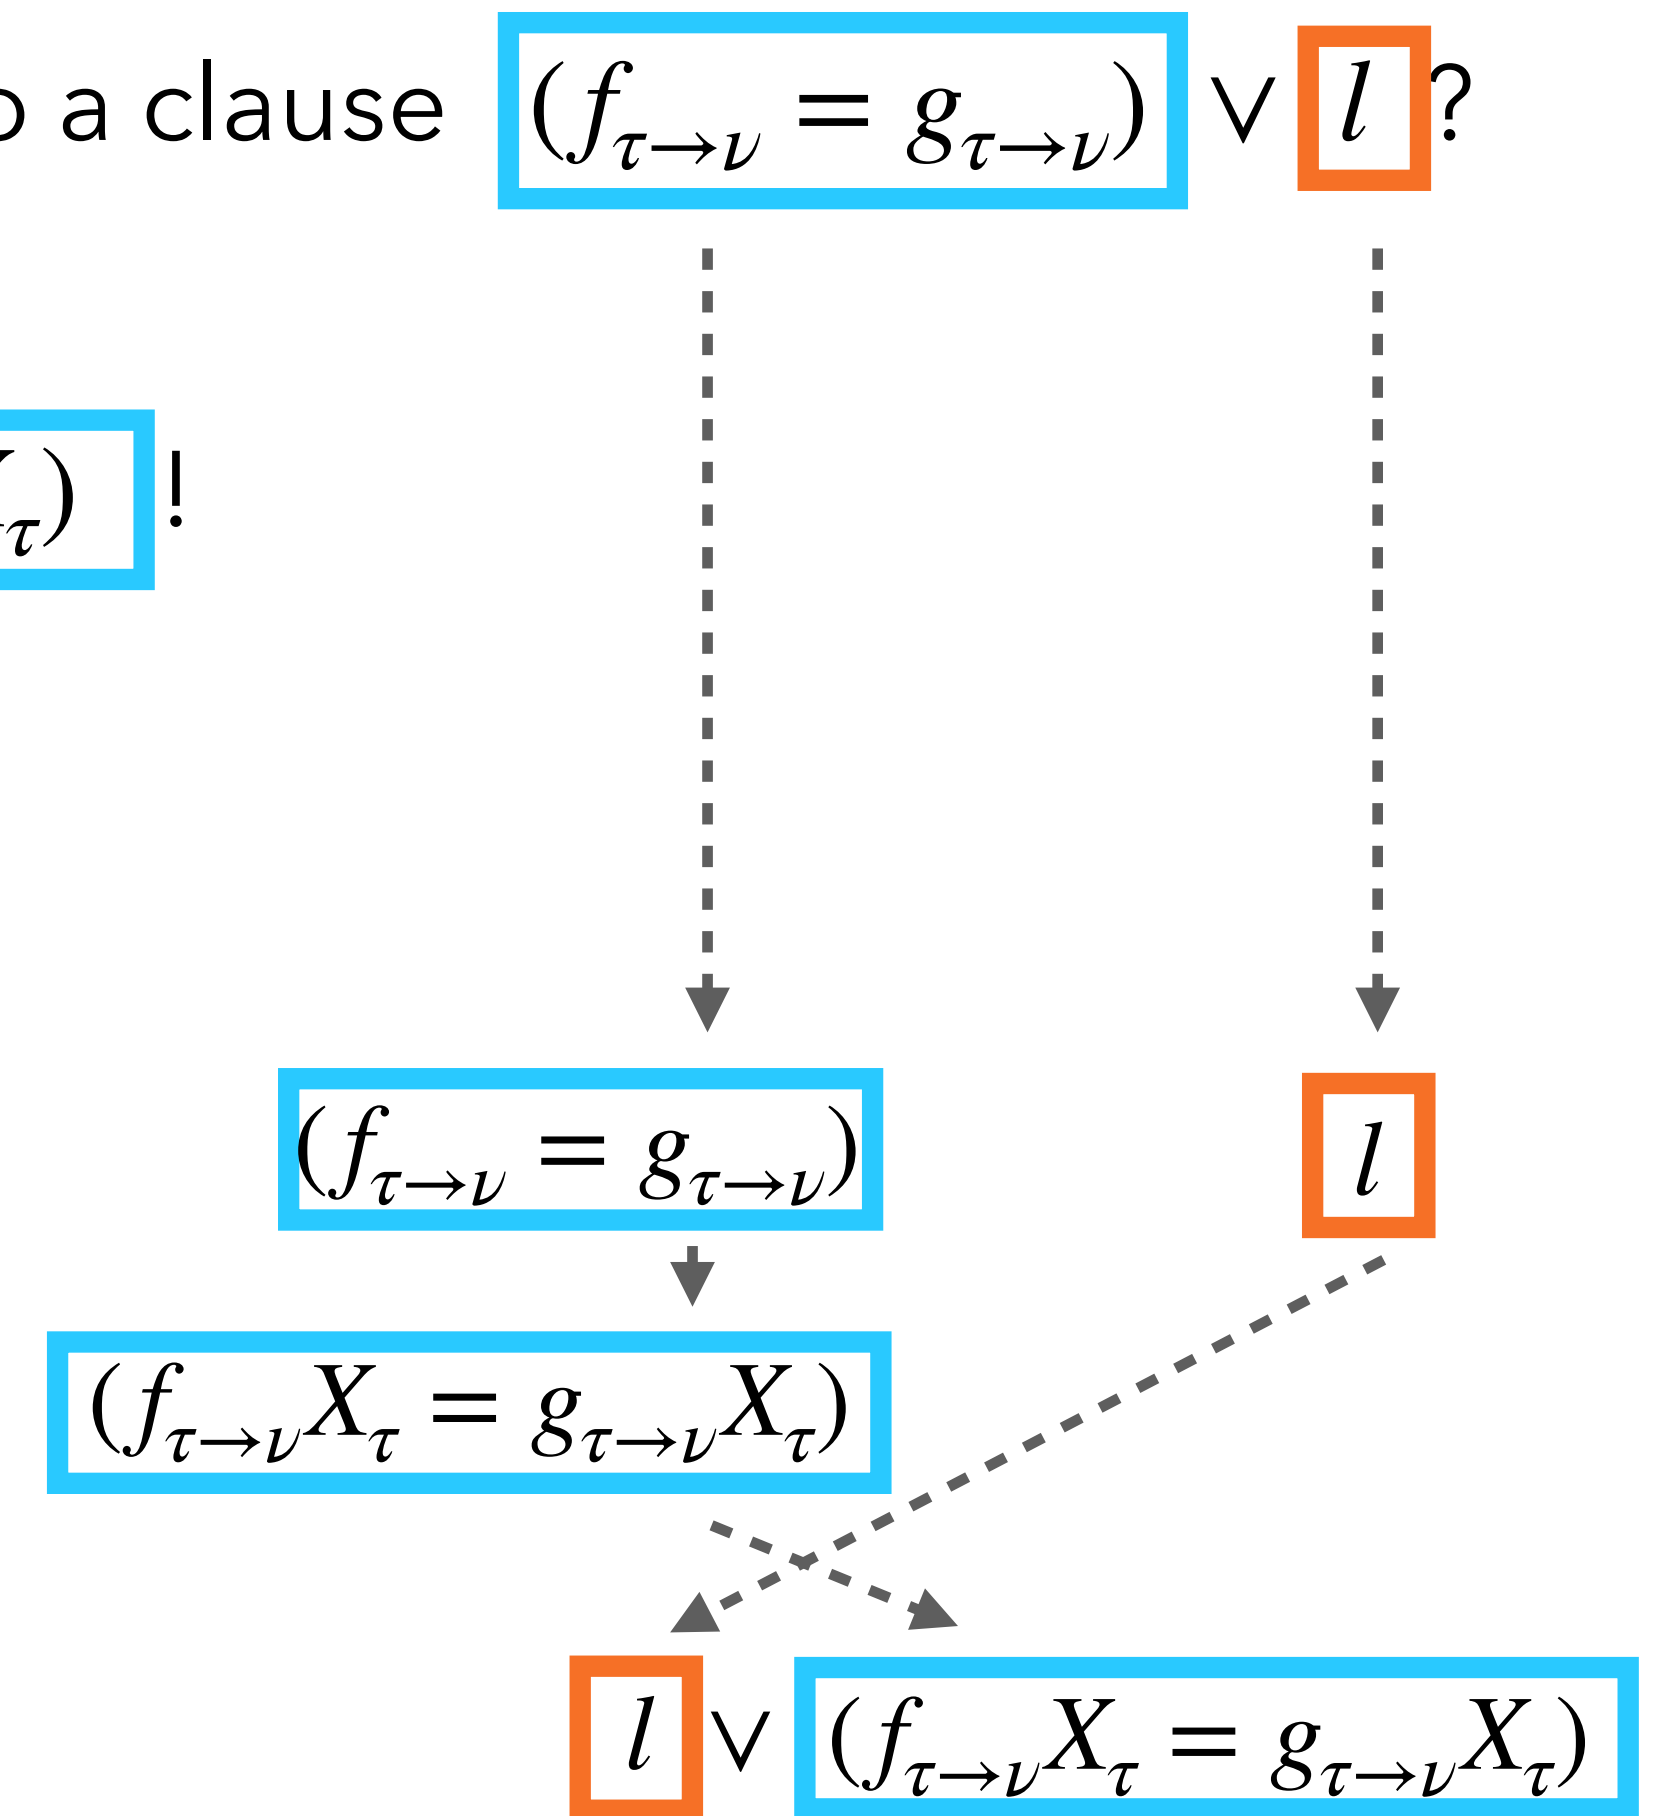 a clause (f_{τ→ν} = g_{τ→ν}) ∨ l ?
τ) !
(f_{τ→ν} = g_{τ→ν}) l
(f_{τ→ν}X_τ = g_{τ→ν}X_τ)
l ∨ (f_{τ→ν}X_τ = g_{τ→ν}X_τ)